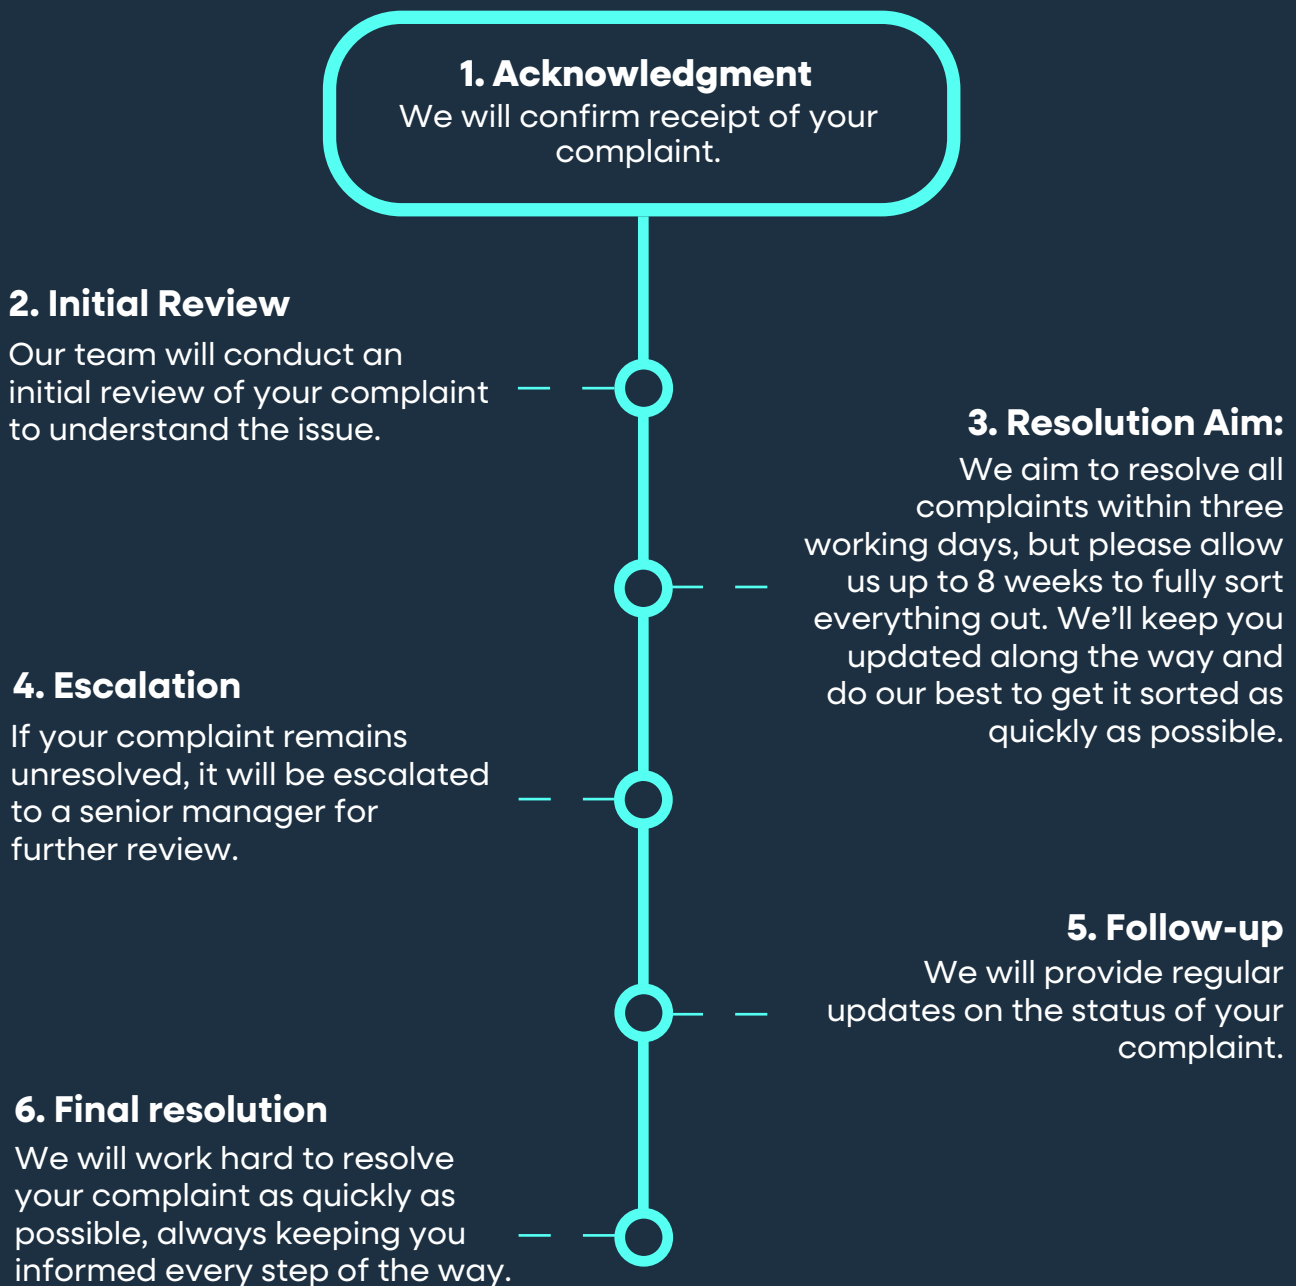 1. Acknowledgment
We will confirm receipt of your
complaint.
2. Initial Review
Our team will conduct an
initial review of your complaint
to understand the issue.
3. Resolution Aim:
We aim to resolve all
complaints within three
working days, but please allow
us up to 8 weeks to fully sort
everything out. We’ll keep you
updated along the way and
do our best to get it sorted as
quickly as possible.
4. Escalation
If your complaint remains
unresolved, it will be escalated
to a senior manager for
further review.
5. Follow-up
We will provide regular
updates on the status of your
complaint.
6. Final resolution
We will work hard to resolve
your complaint as quickly as
possible, always keeping you
informed every step of the way.